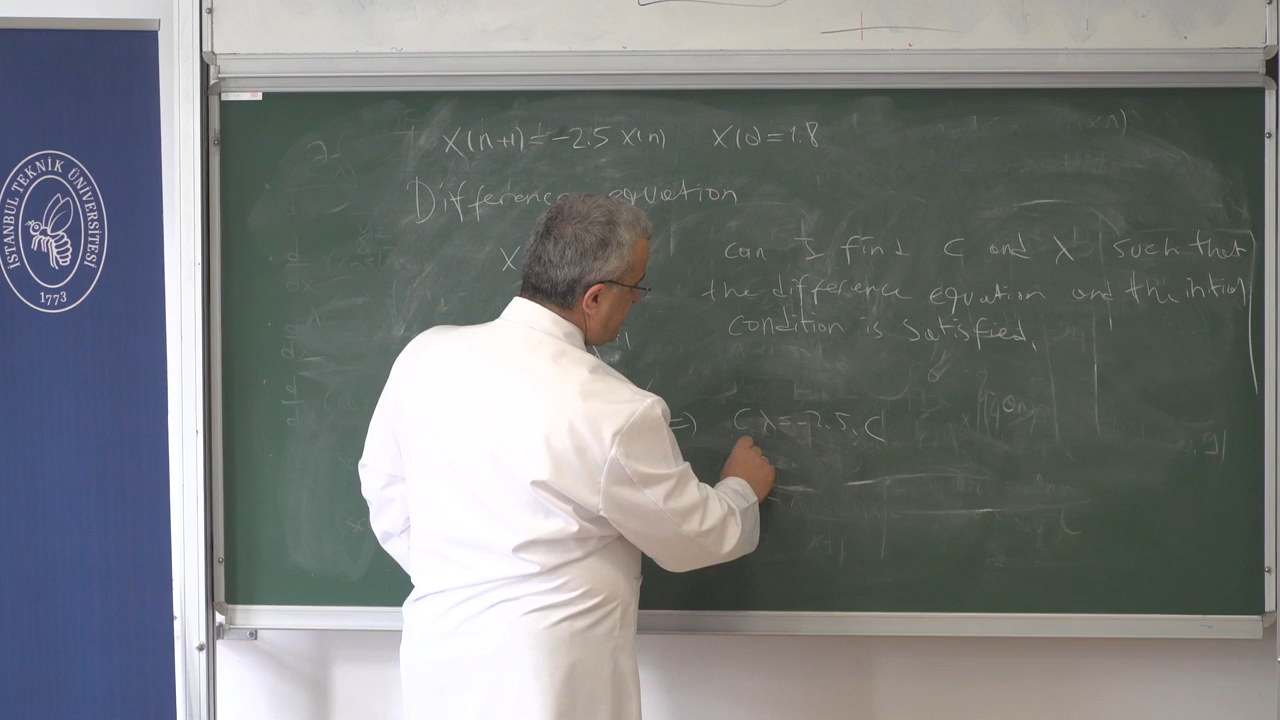 İSTANBUL TEKNİK ÜNİVERSİTESİ
1773
X(n+1)=-2.5 X(n) X(0)=1.8
Difference equation
X
can I find C and λ such that
the difference equation and the initial
condition is satisfied.
=> Cλ=-2.5.C